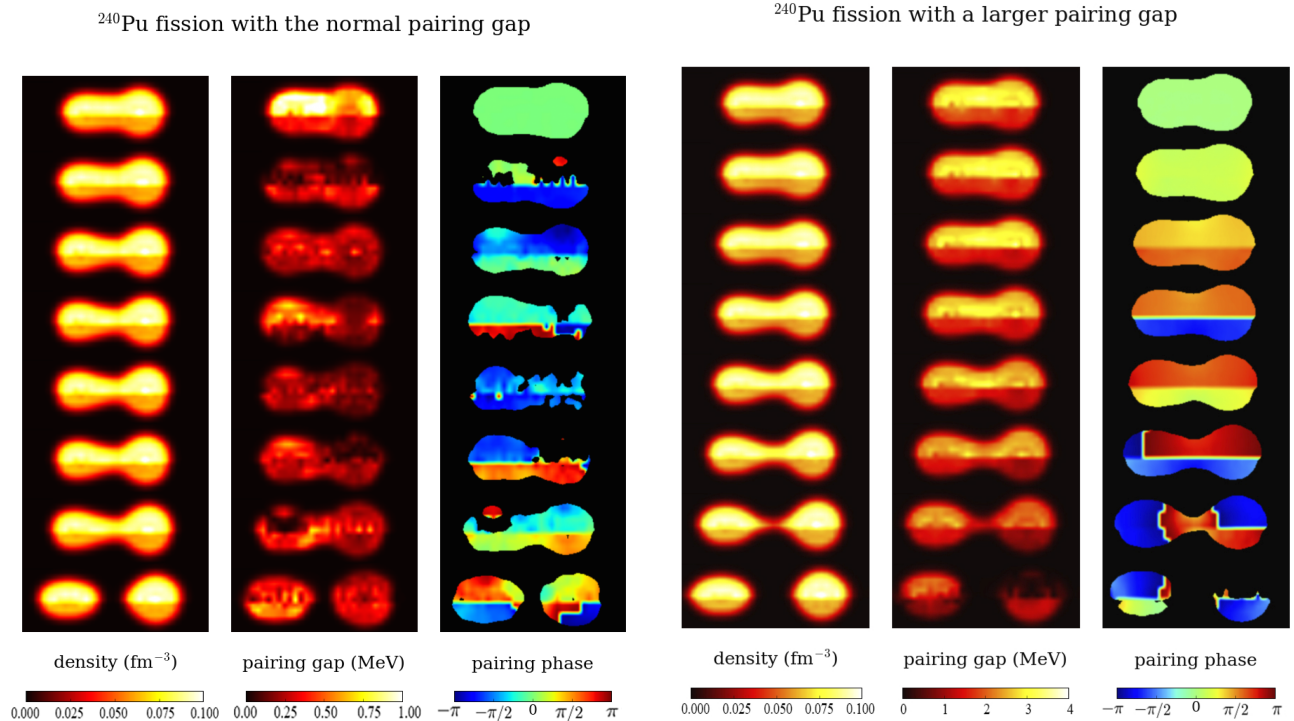 ²⁴⁰Pu fission with the normal pairing gap
²⁴⁰Pu fission with a larger pairing gap
density (fm⁻³) pairing gap (MeV) pairing phase
0.000 0.025 0.050 0.075 0.100 0.00 0.25 0.50 0.75 1.00 −π −π/2 0 π/2 π
density (fm⁻³) pairing gap (MeV) pairing phase
0.000 0.025 0.050 0.075 0.100 0 1 2 3 4 −π −π/2 0 π/2 π